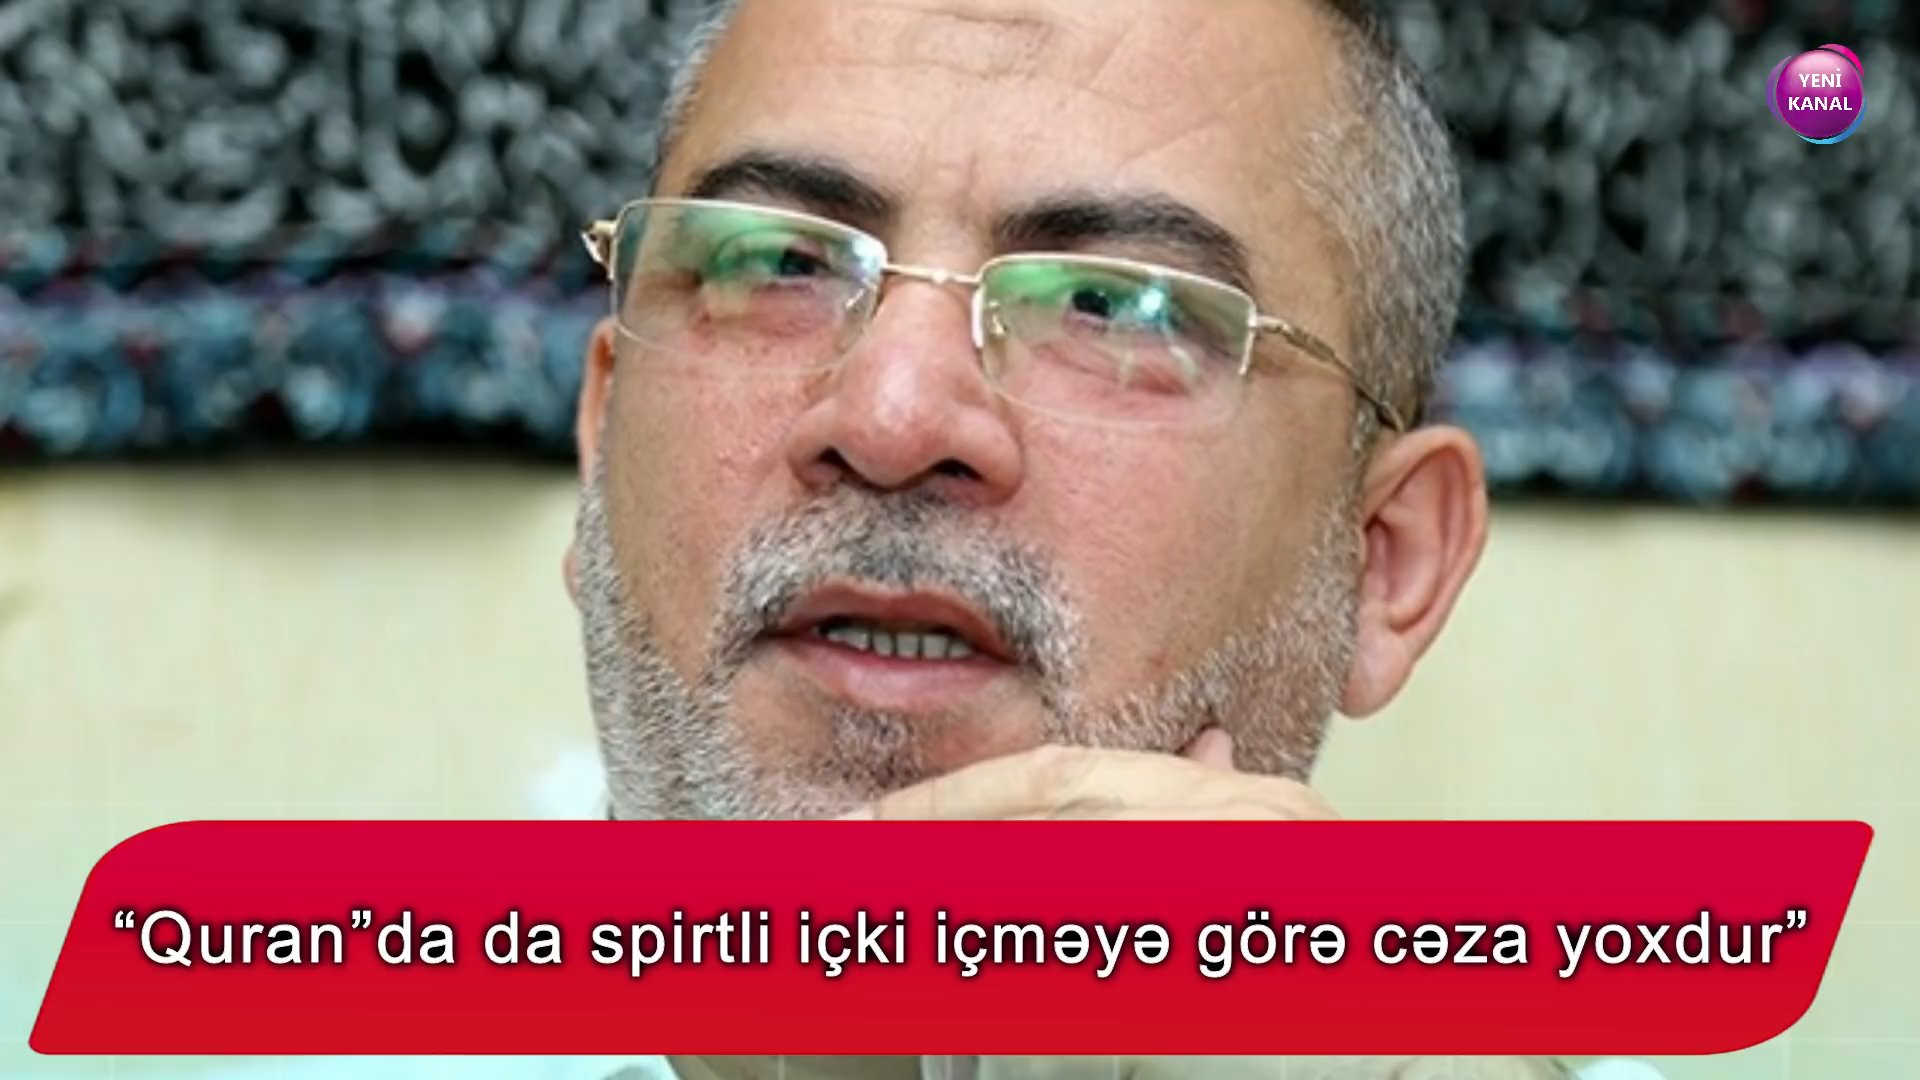 YENİ
KANAL
“Quran”da da spirtli içki içməyə görə cəza yoxdur”